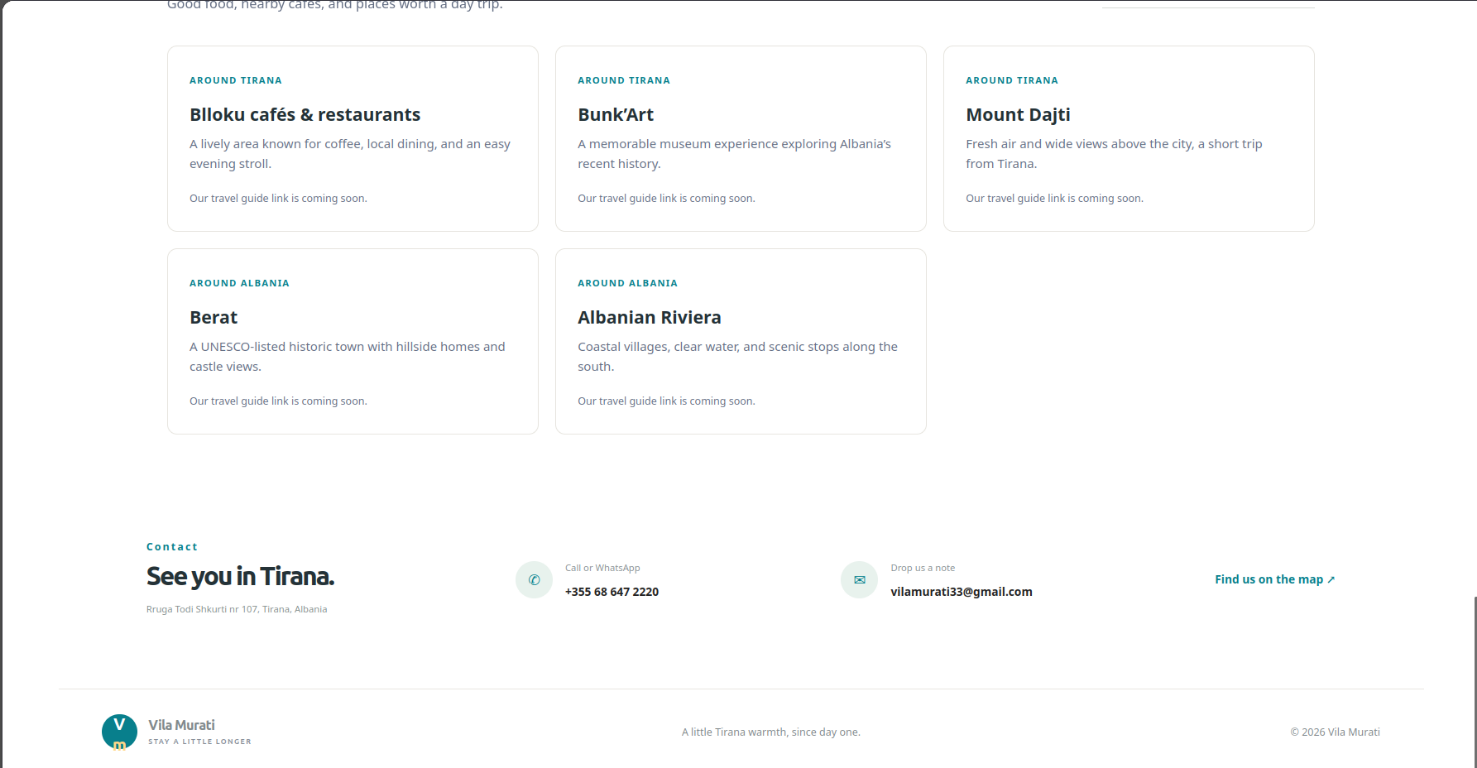 Good food, nearby cafés, and places worth a day trip.
AROUND TIRANA
Blloku cafés & restaurants
A lively area known for coffee, local dining, and an easy
evening stroll.
Our travel guide link is coming soon.
AROUND TIRANA
Bunk’Art
A memorable museum experience exploring Albania’s
recent history.
Our travel guide link is coming soon.
AROUND TIRANA
Mount Dajti
Fresh air and wide views above the city, a short trip
from Tirana.
Our travel guide link is coming soon.
AROUND ALBANIA
Berat
A UNESCO-listed historic town with hillside homes and
castle views.
Our travel guide link is coming soon.
AROUND ALBANIA
Albanian Riviera
Coastal villages, clear water, and scenic stops along the
south.
Our travel guide link is coming soon.
Contact
See you in Tirana.
Rruga Todi Shkurti nr 107, Tirana, Albania
✆
Call or WhatsApp
+355 68 647 2220
✉
Drop us a note
vilamurati33@gmail.com
Find us on the map ↗
V
m
Vila Murati
STAY A LITTLE LONGER
A little Tirana warmth, since day one.
© 2026 Vila Murati